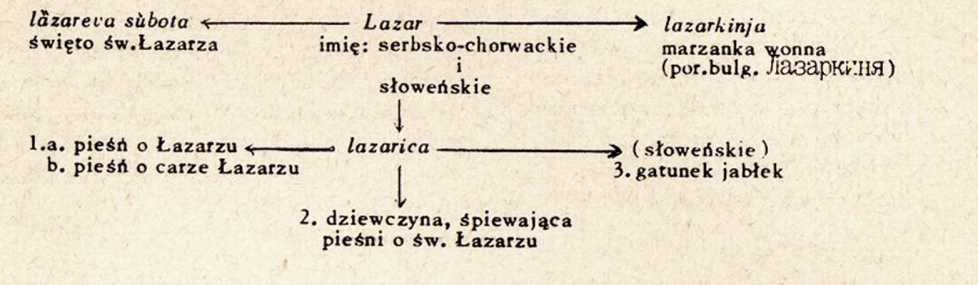 lȁzareva sùbota
święto św.Łazarza
Lazar
imię: serbsko-chorwackie
i
słoweńskie
lazarkinja
marzanka wonna
(por.bulg. Лазаркиня)
1.a. pieśń o Łazarzu
b. pieśń o carze Łazarzu
lazarica
(słoweńskie)
3. gatunek jabłek
2. dziewczyna, śpiewająca
pieśni o św. Łazarzu